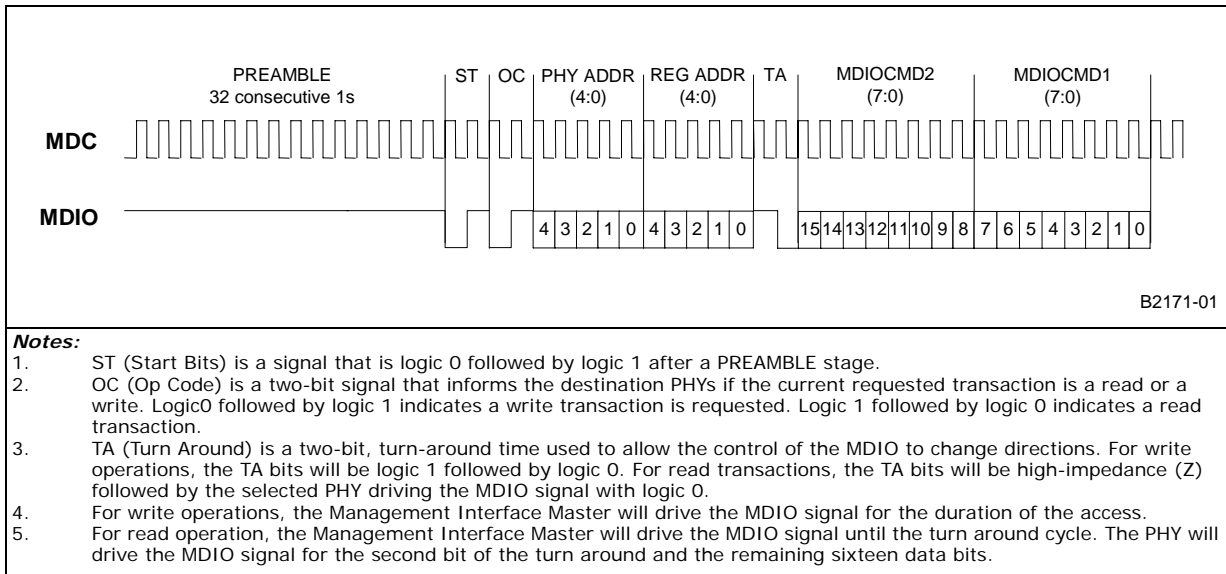 PREAMBLE
32 consecutive 1s
ST
OC
PHY ADDR
(4:0)
REG ADDR
(4:0)
TA
MDIOCMD2
(7:0)
MDIOCMD1
(7:0)
MDC
MDIO
4 3 2 1 0 4 3 2 1 0
15 14 13 12 11 10 9 8 7 6 5 4 3 2 1 0
B2171-01
Notes:
1. ST (Start Bits) is a signal that is logic 0 followed by logic 1 after a PREAMBLE stage.
2. OC (Op Code) is a two-bit signal that informs the destination PHYs if the current requested transaction is a read or a
write. Logic0 followed by logic 1 indicates a write transaction is requested. Logic 1 followed by logic 0 indicates a read
transaction.
3. TA (Turn Around) is a two-bit, turn-around time used to allow the control of the MDIO to change directions. For write
operations, the TA bits will be logic 1 followed by logic 0. For read transactions, the TA bits will be high-impedance (Z)
followed by the selected PHY driving the MDIO signal with logic 0.
4. For write operations, the Management Interface Master will drive the MDIO signal for the duration of the access.
5. For read operation, the Management Interface Master will drive the MDIO signal until the turn around cycle. The PHY will
drive the MDIO signal for the second bit of the turn around and the remaining sixteen data bits.